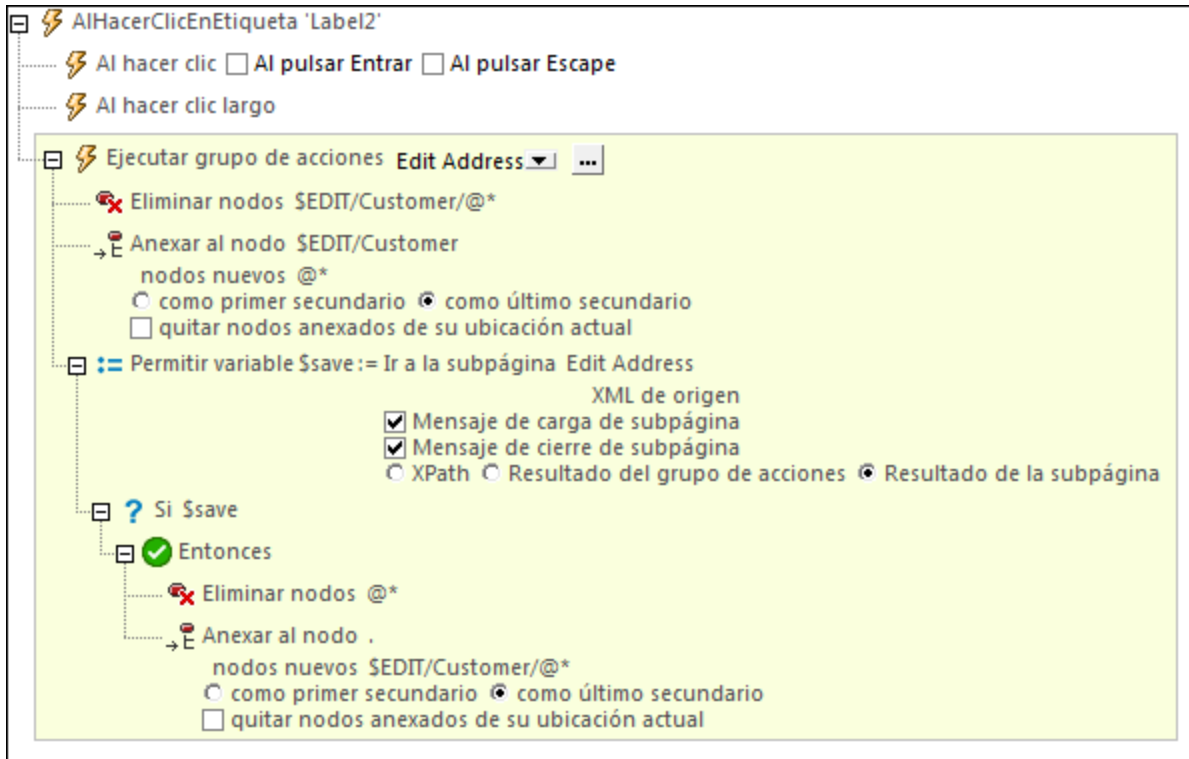 AlHacerClicEnEtiqueta 'Label2'
Al hacer clic Al pulsar Entrar Al pulsar Escape
Al hacer clic largo
Ejecutar grupo de acciones Edit Address ...
Eliminar nodos $EDIT/Customer/@*
Anexar al nodo $EDIT/Customer
nodos nuevos @*
como primer secundario como último secundario
quitar nodos anexados de su ubicación actual
:= Permitir variable $save := Ir a la subpágina Edit Address
XML de origen
Mensaje de carga de subpágina
Mensaje de cierre de subpágina
XPath Resultado del grupo de acciones Resultado de la subpágina
? Si $save
Entonces
Eliminar nodos @*
Anexar al nodo .
nodos nuevos $EDIT/Customer/@*
como primer secundario como último secundario
quitar nodos anexados de su ubicación actual